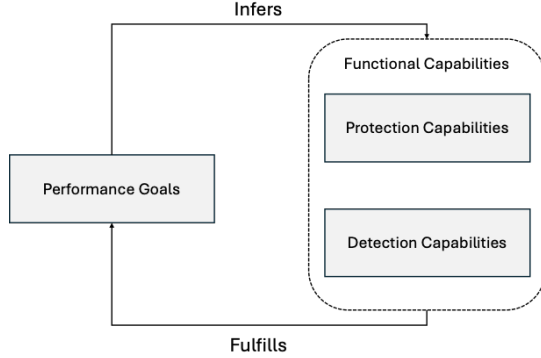 Infers
Functional Capabilities
Protection Capabilities
Performance Goals
Detection Capabilities
Fulfills